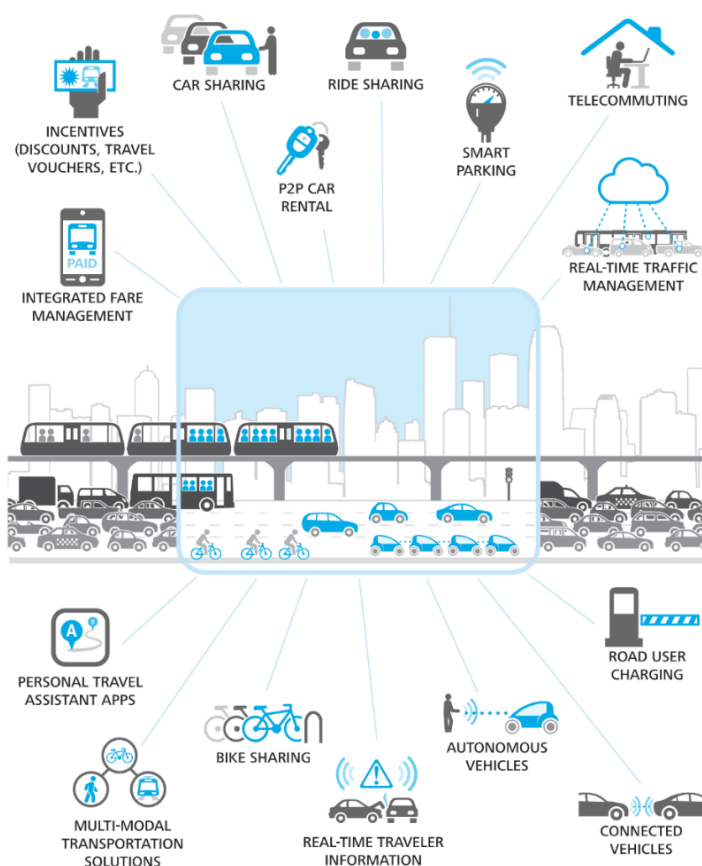 CAR SHARING
RIDE SHARING
TELECOMMUTING
INCENTIVES
(DISCOUNTS, TRAVEL
VOUCHERS, ETC.)
P2P CAR
RENTAL
SMART
PARKING
PAID
INTEGRATED FARE
MANAGEMENT
REAL-TIME TRAFFIC
MANAGEMENT
A
PERSONAL TRAVEL
ASSISTANT APPS
ROAD USER
CHARGING
BIKE SHARING
AUTONOMOUS
VEHICLES
MULTI-MODAL
TRANSPORTATION
SOLUTIONS
REAL-TIME TRAVELER
INFORMATION
CONNECTED
VEHICLES